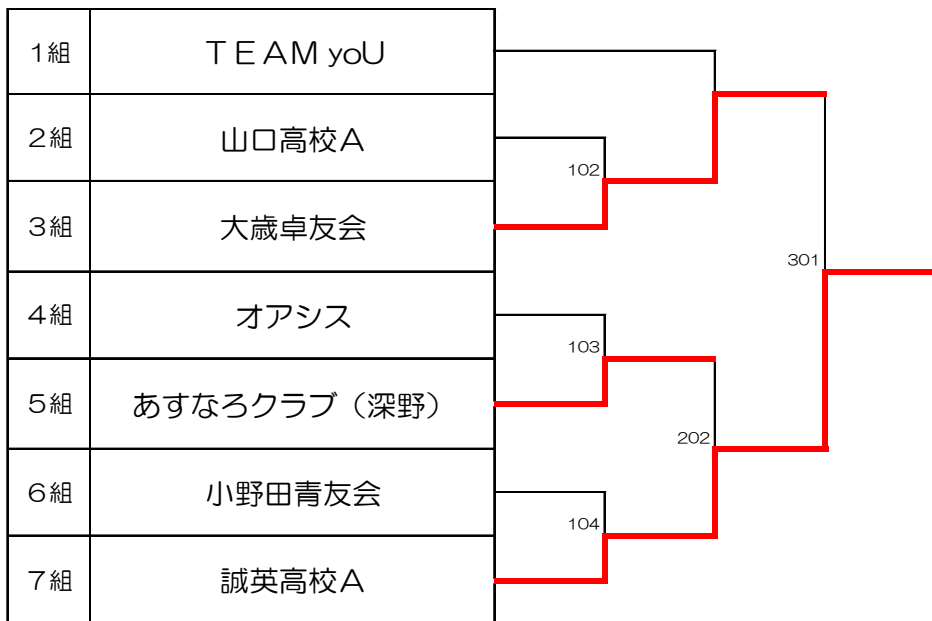 1組 ＴＥＡＭ yoU
2組 山口高校Ａ
102
3組 大歳卓友会
301
4組 オアシス
103
5組 あすなろクラブ（深野）
202
6組 小野田青友会
104
7組 誠英高校Ａ